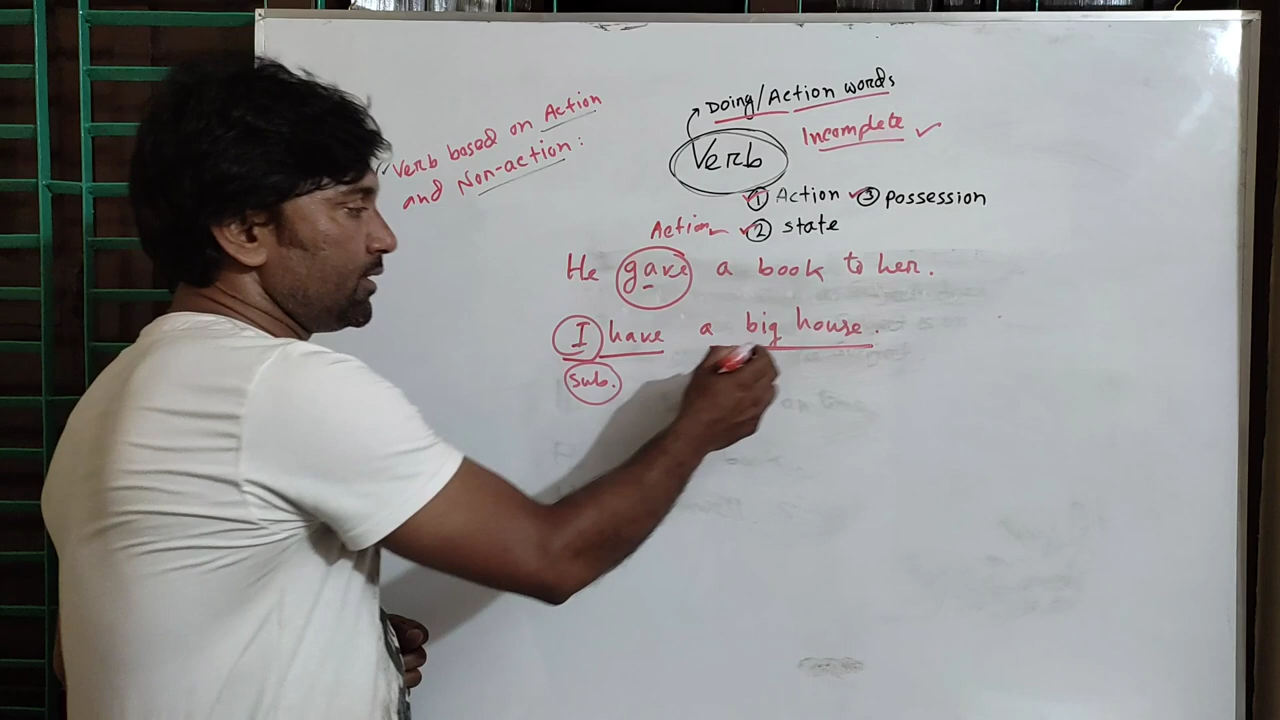 Verb based on Action
and Non-action:
Doing/Action words
Incomplete ✓
Verb
① Action ✓③ possession
Action ✓② state
He gave a book to her.
I have a big house.
sub.